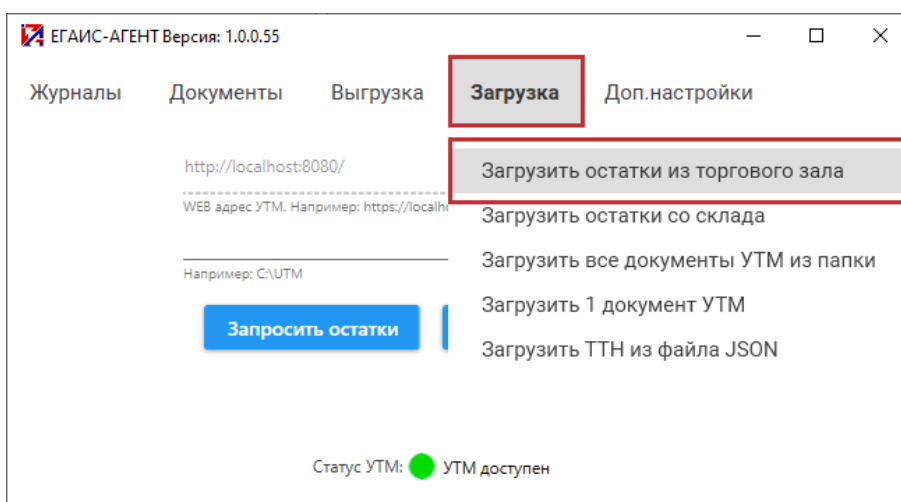 ЕГАИС-АГЕНТ Версия: 1.0.0.55
Журналы Документы Выгрузка Загрузка Доп.настройки
http://localhost:8080/
Загрузить остатки из торгового зала
WEB адрес УТМ. Например: https://localh
Загрузить остатки со склада
Загрузить все документы УТМ из папки
Например: C:\UTM
Загрузить 1 документ УТМ
Запросить остатки
Загрузить ТТН из файла JSON
Статус УТМ: УТМ доступен